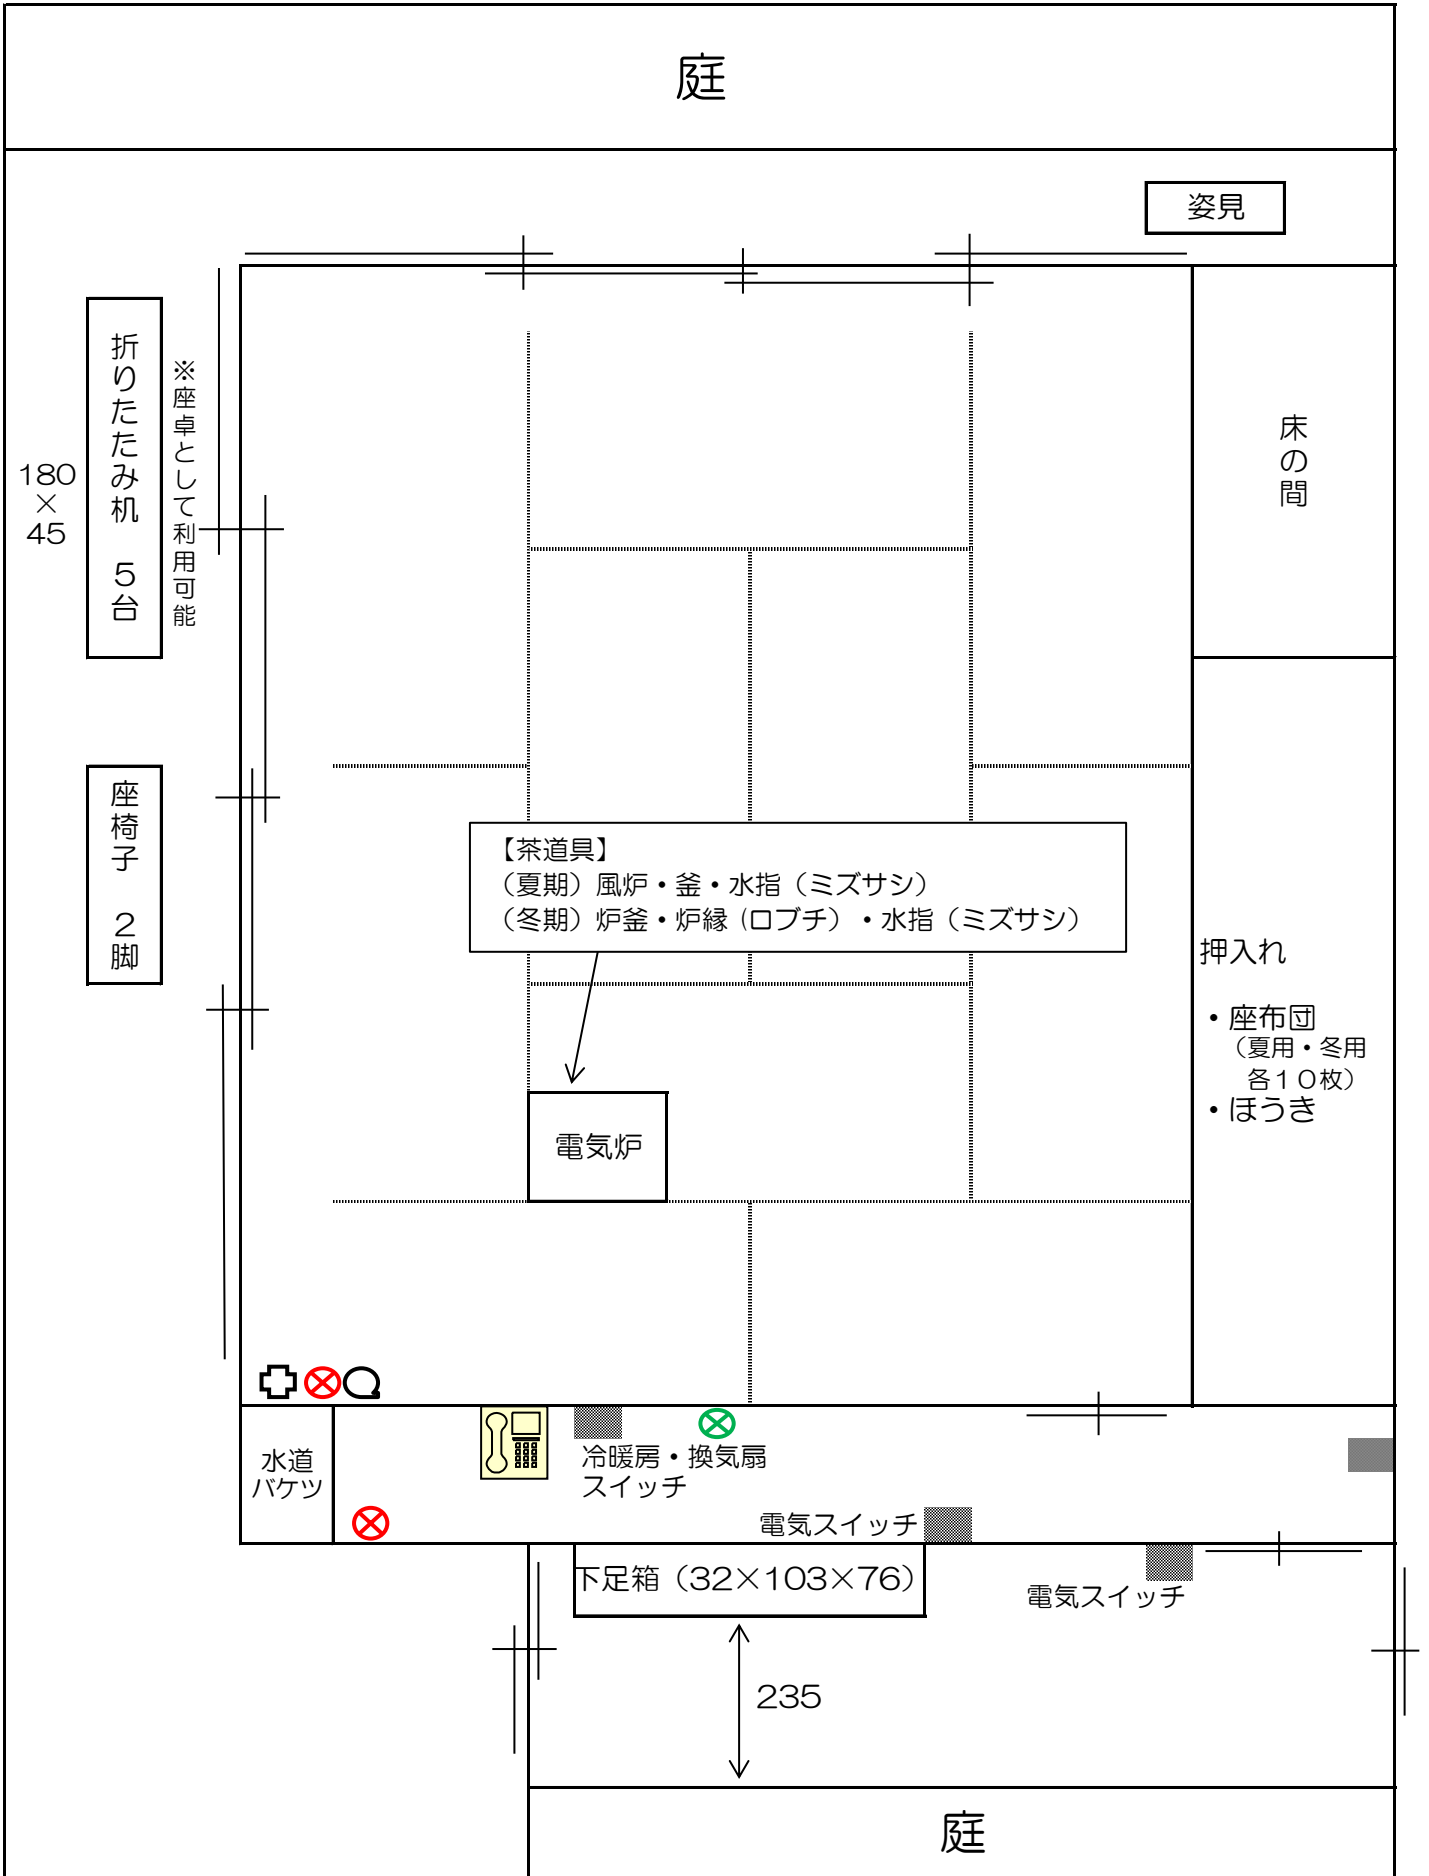 庭
姿見
折りたたみ机　5台
※座卓として利用可能
180
×
45
床の間
座椅子　2脚
【茶道具】
（夏期）風炉・釜・水指（ミズサシ）
（冬期）炉釜・炉縁（ロブチ）・水指（ミズサシ）
押入れ
・座布団
（夏用・冬用
各１０枚）
・ほうき
電気炉
水道
バケツ
冷暖房・換気扇
スイッチ
電気スイッチ
下足箱（32×103×76）
電気スイッチ
235
庭